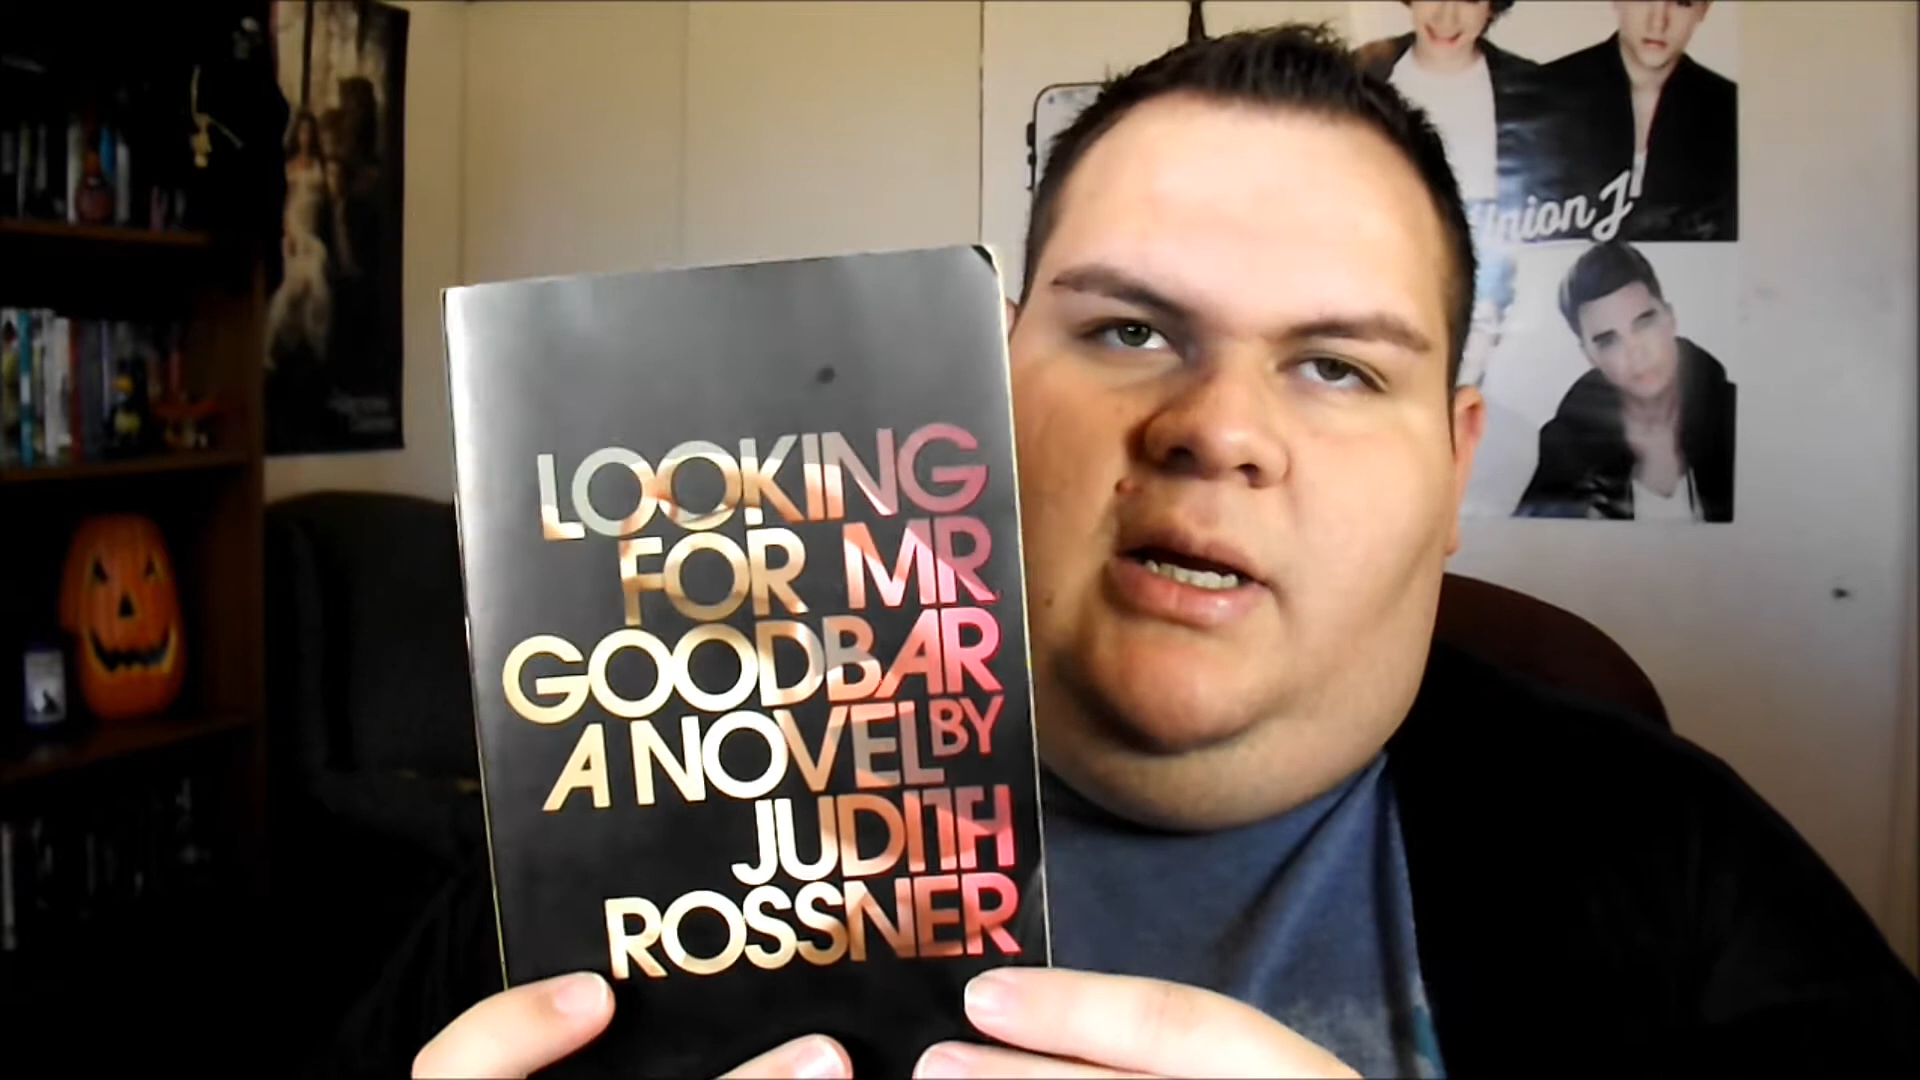 LOOKING
FOR MR
GOODBAR
A NOVEL BY
JUDITH
ROSSNER
Union J